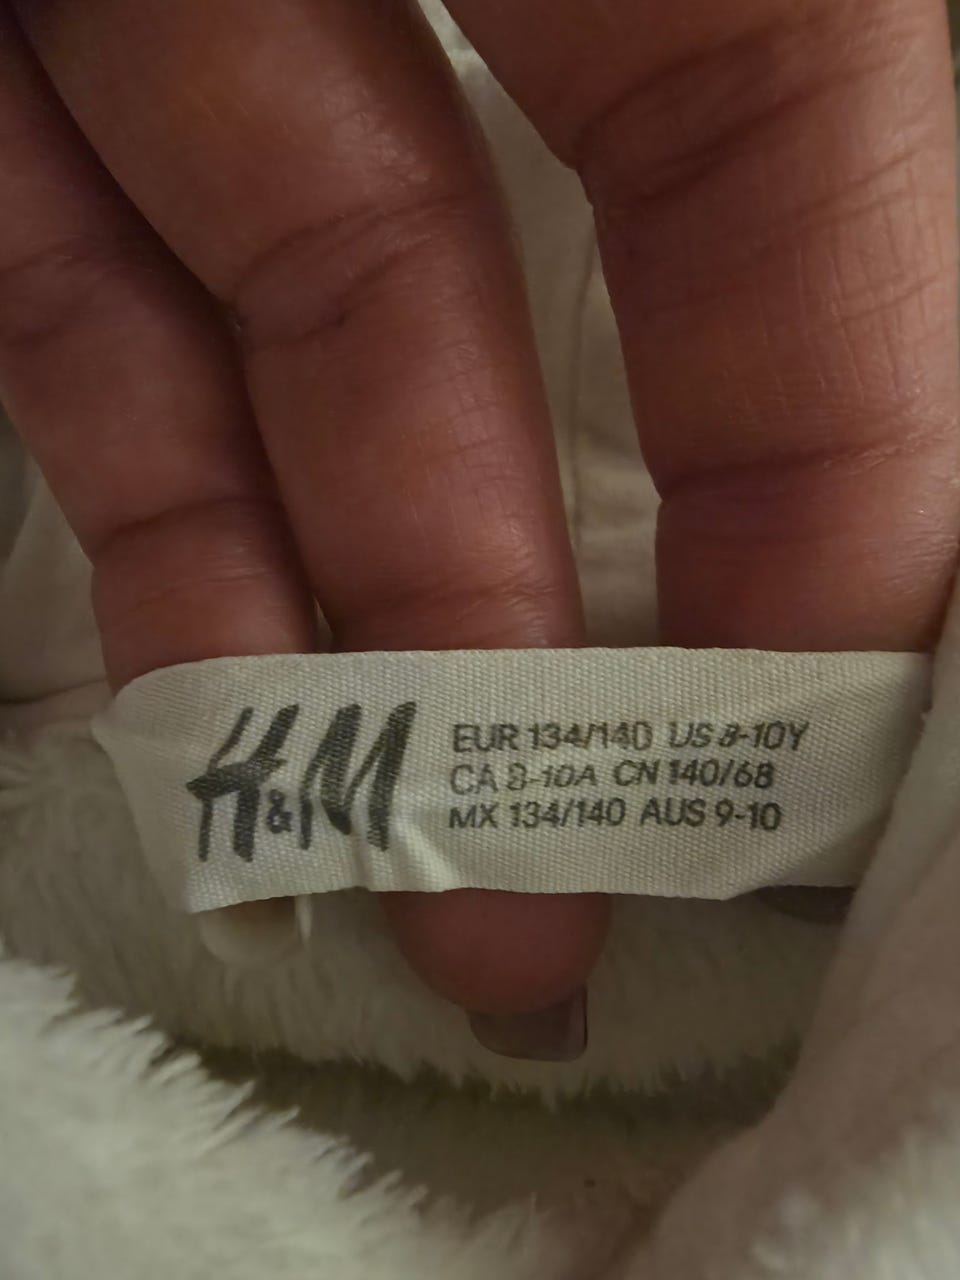 H&M
EUR 134/140 US 8-10Y
CA 8-10A CN 140/68
MX 134/140 AUS 9-10